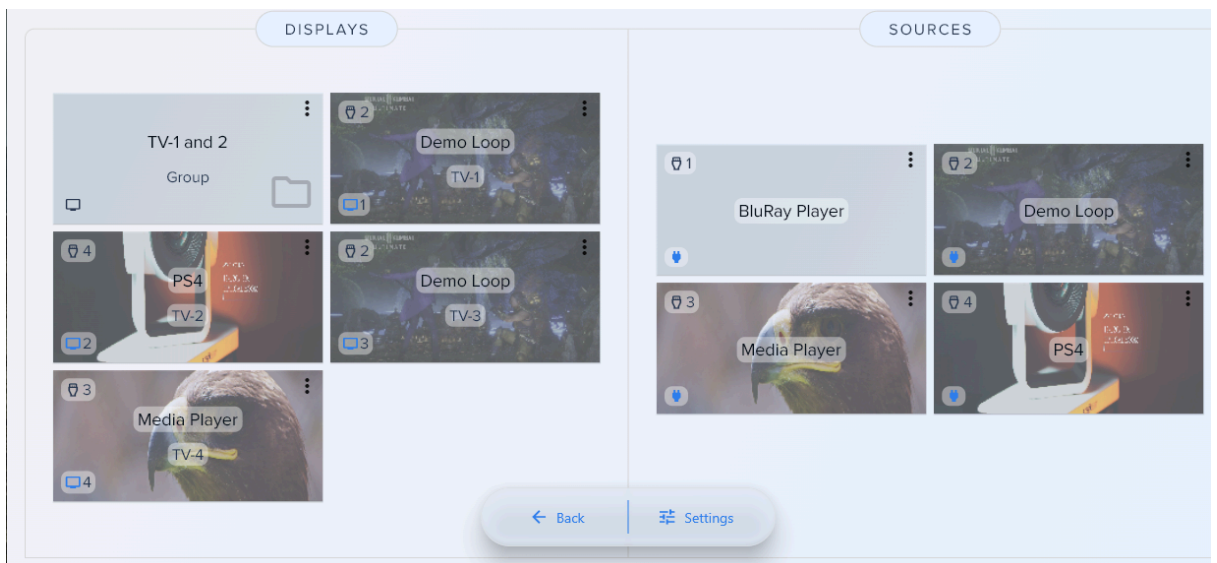 DISPLAYS
SOURCES
TV-1 and 2
Group
2
Demo Loop
TV-1
1
4
PS4
TV-2
2
2
Demo Loop
TV-3
3
3
Media Player
TV-4
4
1
BluRay Player
2
Demo Loop
3
Media Player
4
PS4
Back
Settings